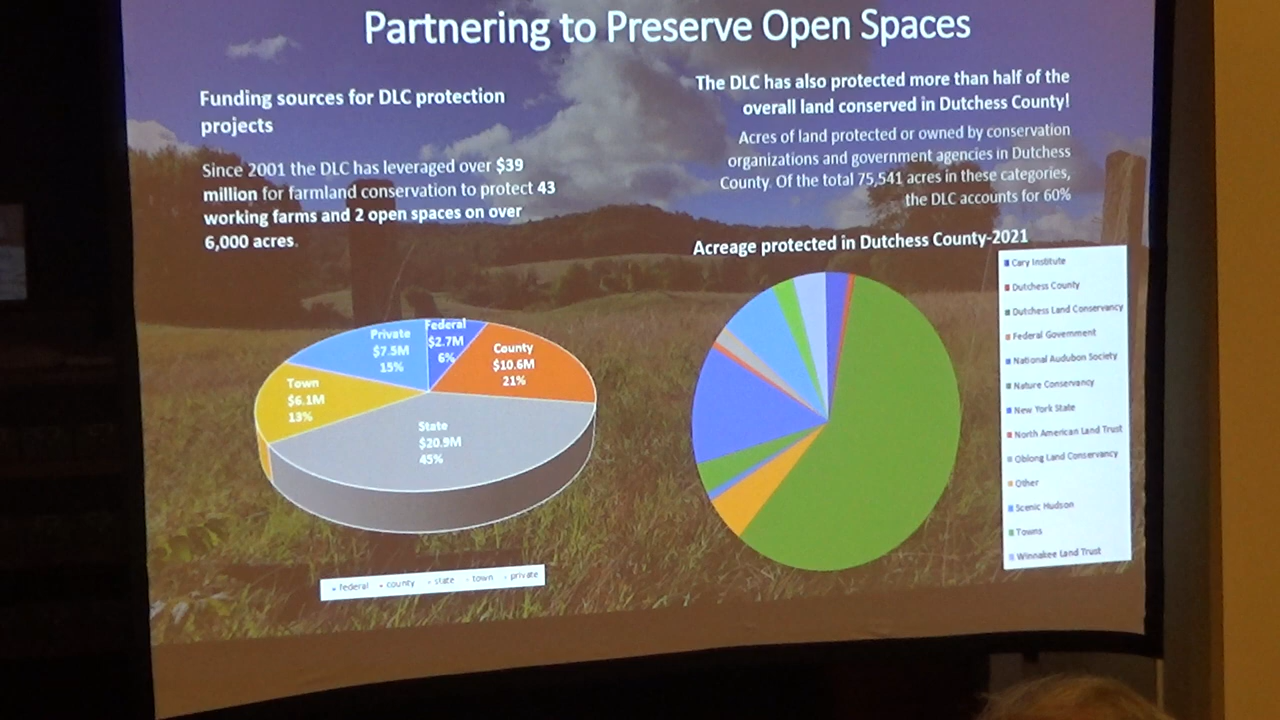 Partnering to Preserve Open Spaces
Funding sources for DLC protection
projects
Since 2001 the DLC has leveraged over $39
million for farmland conservation to protect 43
working farms and 2 open spaces on over
6,000 acres.
Federal
$2.7M
6%
Private
$7.5M
15%
County
$10.6M
21%
Town
$6.1M
13%
State
$20.9M
45%
federal county state town private
The DLC has also protected more than half of the
overall land conserved in Dutchess County!
Acres of land protected or owned by conservation
organizations and government agencies in Dutchess
County. Of the total 75,541 acres in these categories,
the DLC accounts for 60%
Acreage protected in Dutchess County-2021
Cary Institute
Dutchess County
Dutchess Land Conservancy
Federal Government
National Audubon Society
Nature Conservancy
New York State
North American Land Trust
Oblong Land Conservancy
Other
Scenic Hudson
Towns
Winnakee Land Trust